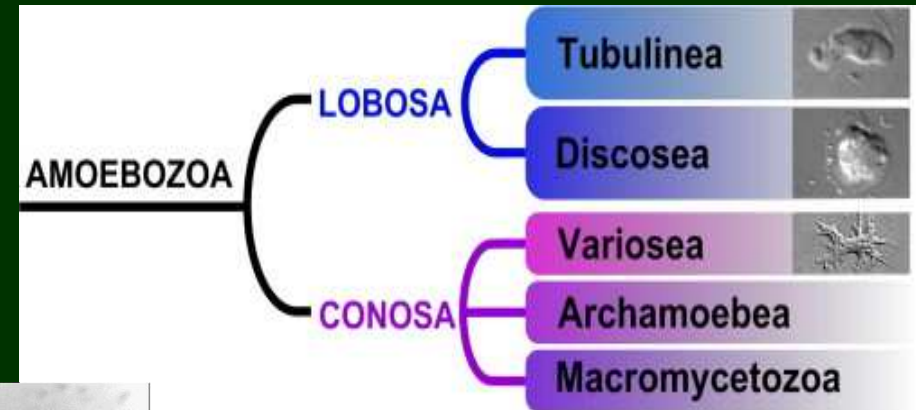 AMOEBOZOA
LOBOSA
Tubulinea
Discosea
CONOSA
Variosea
Archamoebea
Macromycetozoa